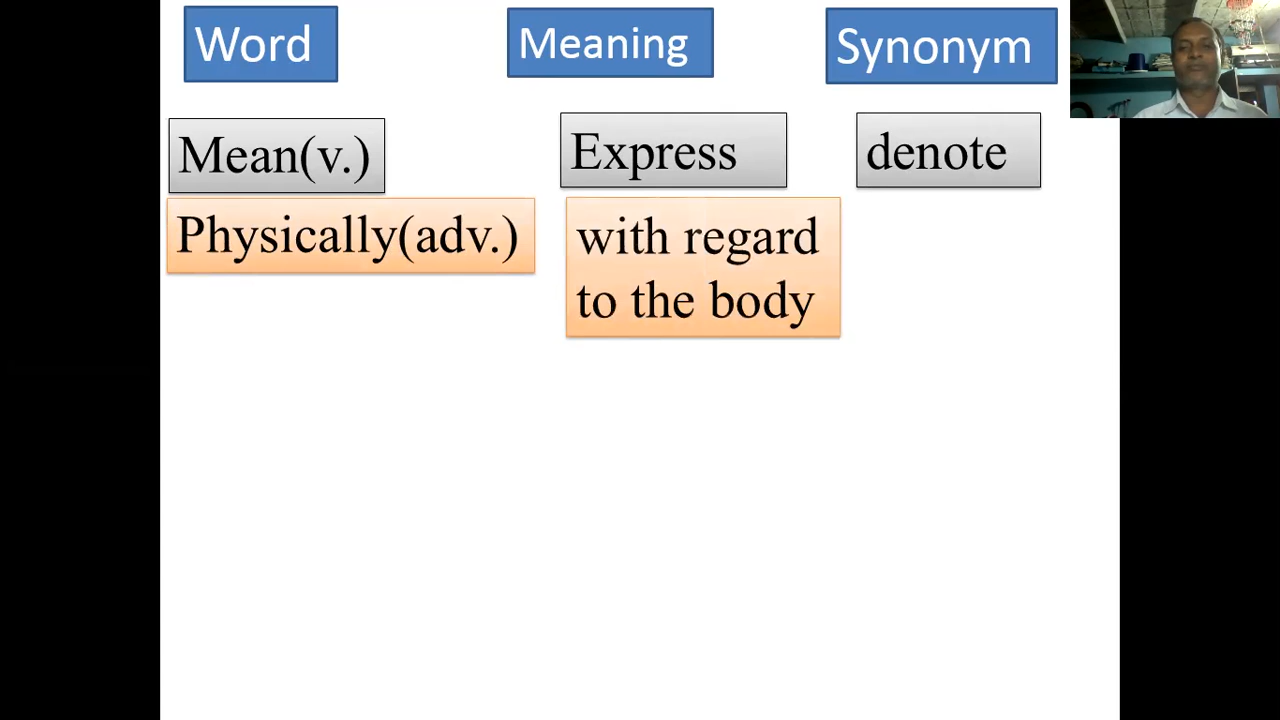 Word Meaning Synonym
Mean(v.) Express denote
Physically(adv.) with regard
to the body